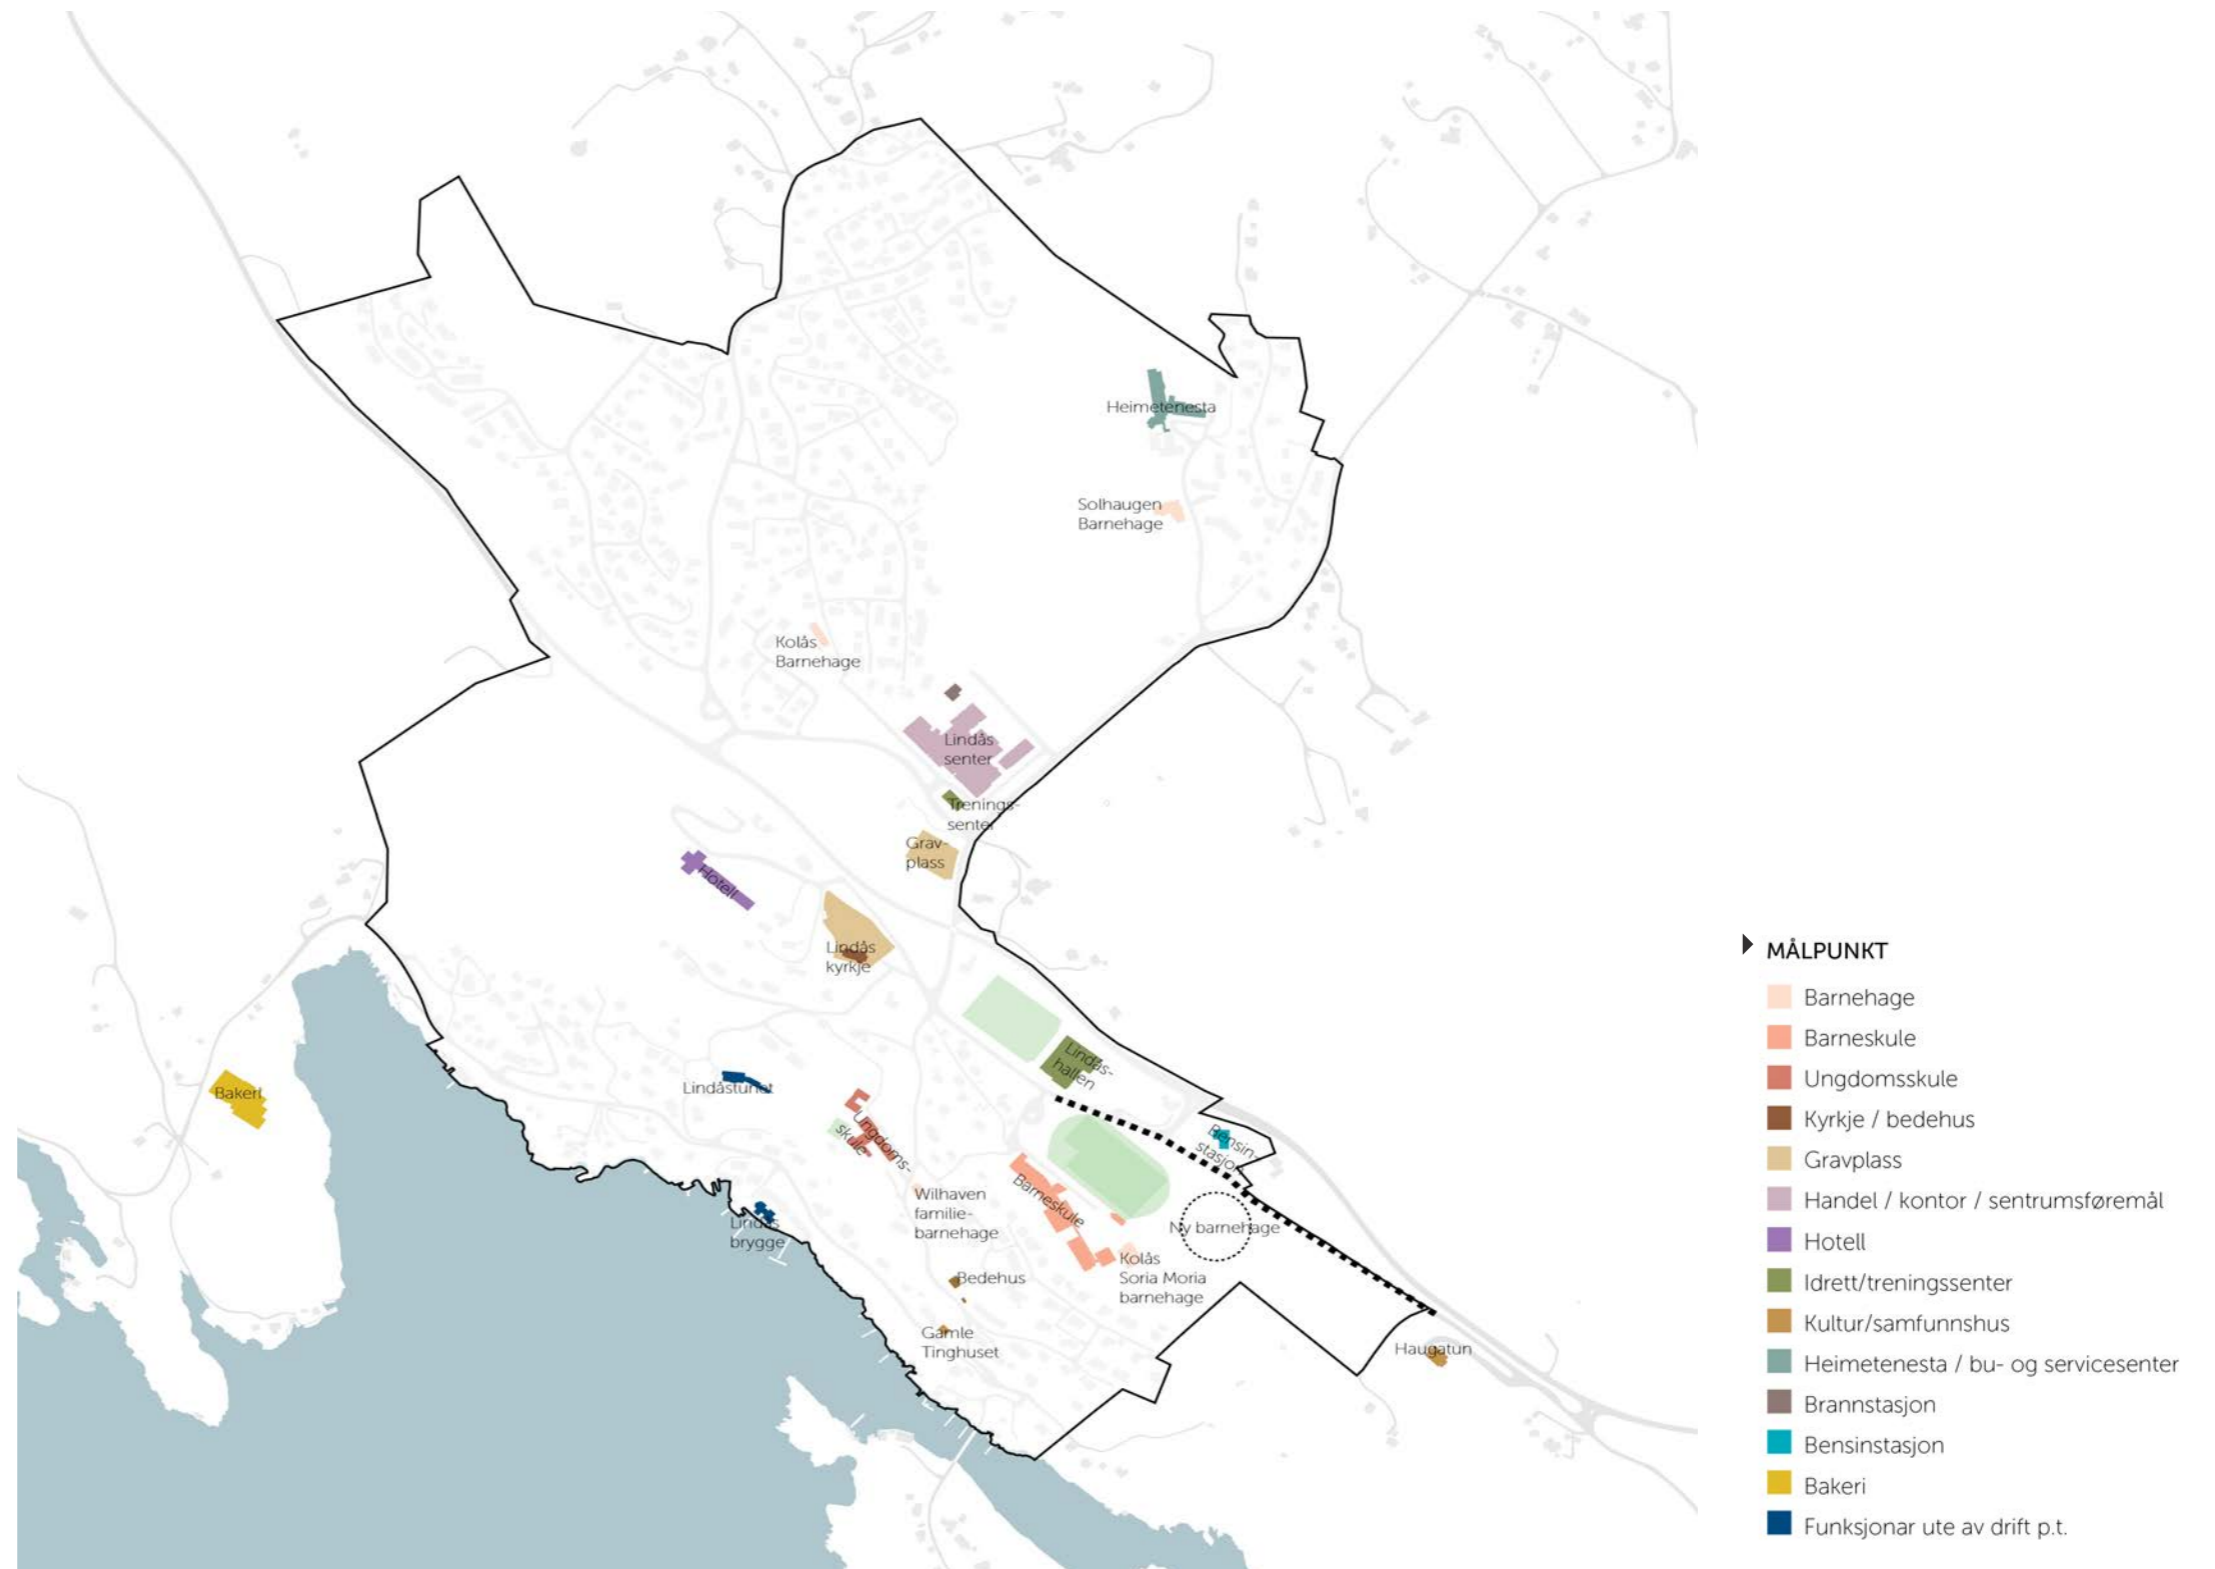 Heimetenesta
Solhaugen
Barnehage
Kolås
Barnehage
Lindås
senter
Trenings-
senter
Grav-
plass
Hotell
Lindås
kyrkje
Lindås-
hallen
Bakeri
Lindåstunet
Ungdoms-
skule
Bensin-
stasjon
Barneskule
Wilhaven
familie-
barnehage
Ny barnehage
Lindås
brygge
Kolås
Soria Moria
barnehage
Bedehus
Gamle
Tinghuset
Haugatun
MÅLPUNKT
Barnehage
Barneskule
Ungdomsskule
Kyrkje / bedehus
Gravplass
Handel / kontor / sentrumsføremål
Hotell
Idrett/treningssenter
Kultur/samfunnshus
Heimetenesta / bu- og servicesenter
Brannstasjon
Bensinstasjon
Bakeri
Funksjonar ute av drift p.t.